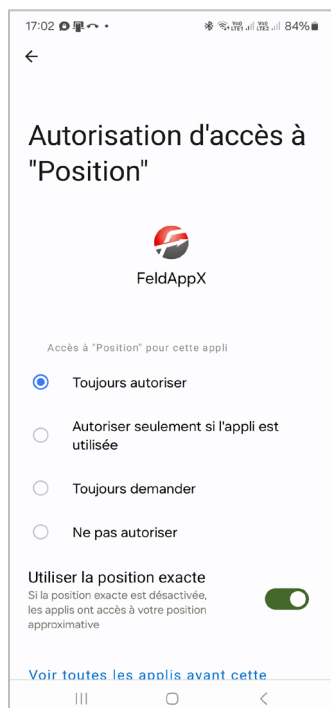 17:02
84%
Autorisation d'accès à
"Position"
FeldAppX
Accès à "Position" pour cette appli
Toujours autoriser
Autoriser seulement si l'appli est
utilisée
Toujours demander
Ne pas autoriser
Utiliser la position exacte
Si la position exacte est désactivée,
les applis ont accès à votre position
approximative
Voir toutes les applis ayant cette